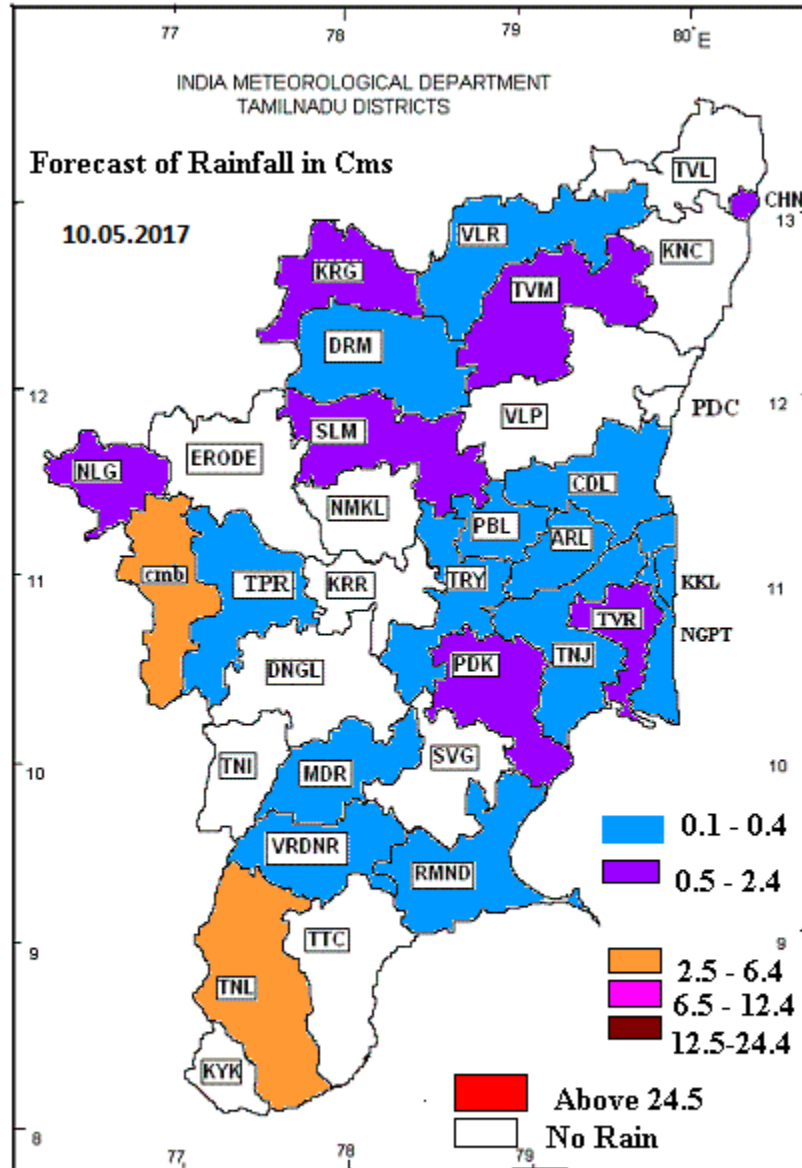 77 78 79 80° E
INDIA METEOROLOGICAL DEPARTMENT
TAMILNADU DISTRICTS
Forecast of Rainfall in Cms
TVL
CHN
13
10.05.2017
VLR
KNC
KRG
TVM
DRM
12
12
PDC
VLP
SLM
ERODE
NLG
CDL
NMKL
PBL
ARL
11
cmb
TPR
KRR
TRY
KKL
11
TVR
NGPT
DNGL
PDK
TNJ
10
TNI
MDR
SVG
10
0.1 - 0.4
VRDNR
RMND
0.5 - 2.4
9
TTC
9
TNL
2.5 - 6.4
6.5 - 12.4
12.5-24.4
KYK
Above 24.5
8
No Rain
77 78 79